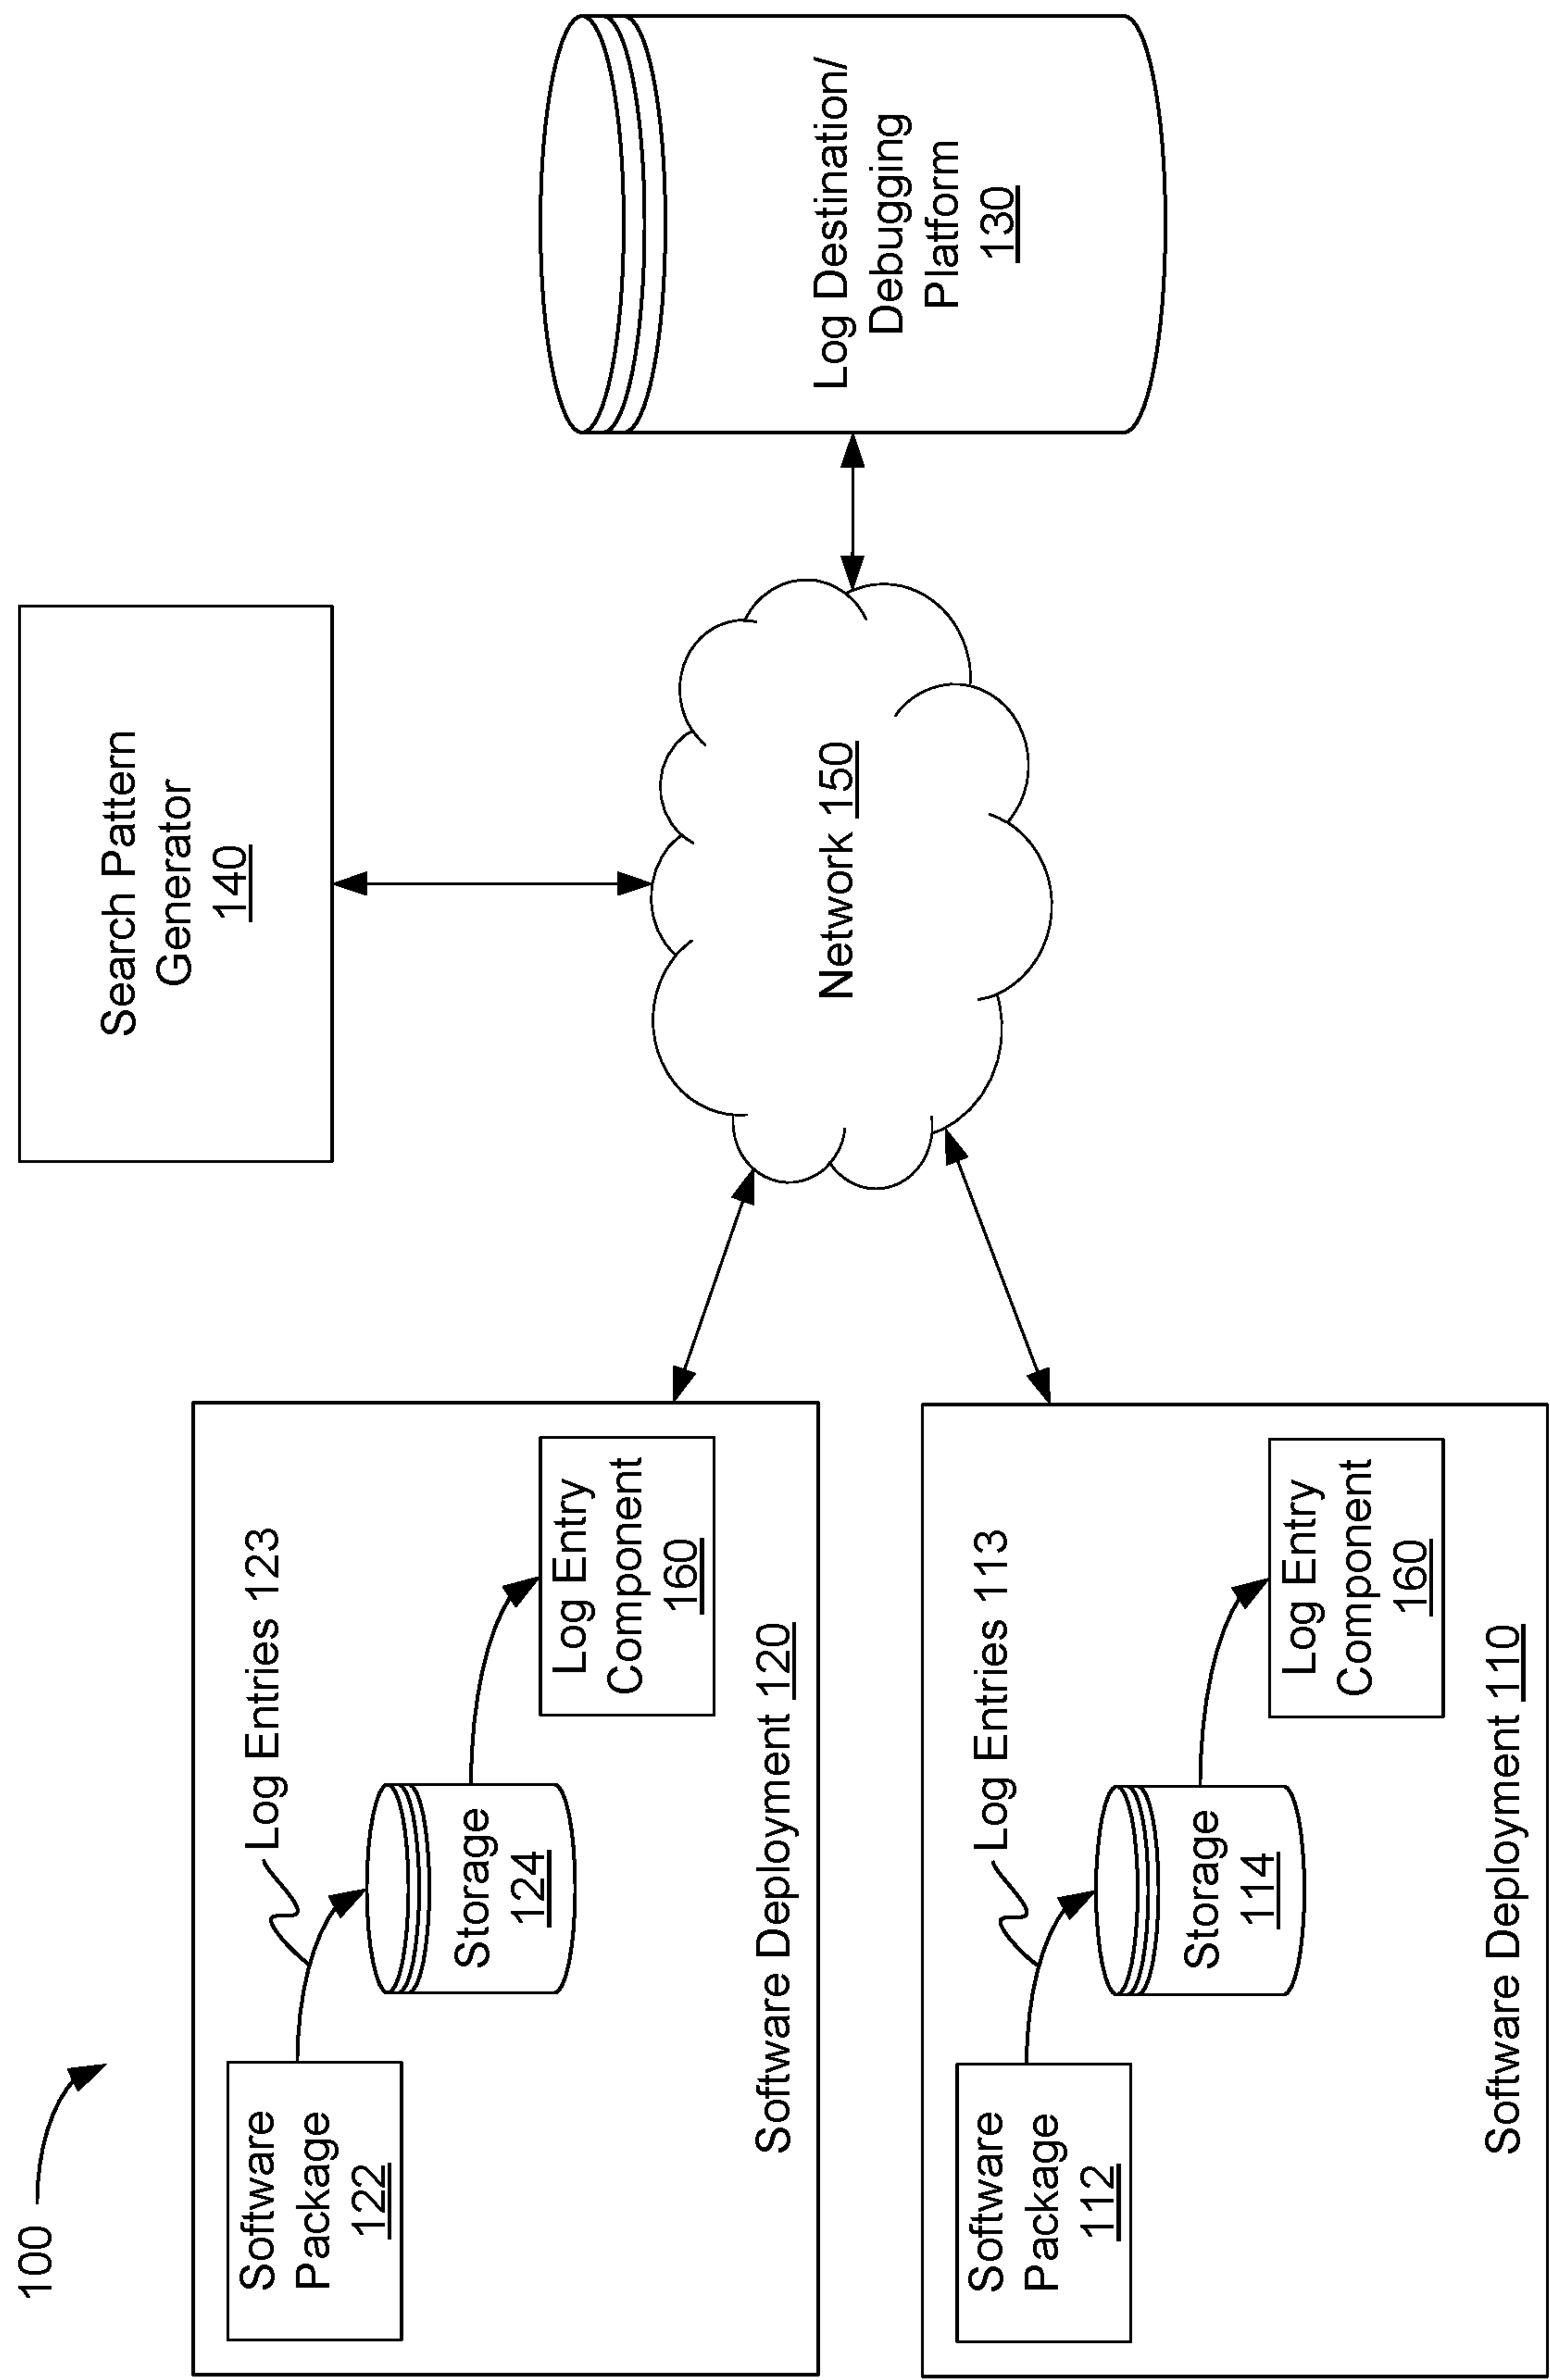 100
Software
Package
122
Log Entries 123
Storage
124
Log Entry
Component
160
Software Deployment 120
Software
Package
112
Log Entries 113
Storage
114
Log Entry
Component
160
Software Deployment 110
Search Pattern
Generator
140
Network 150
Log Destination/
Debugging
Platform
130